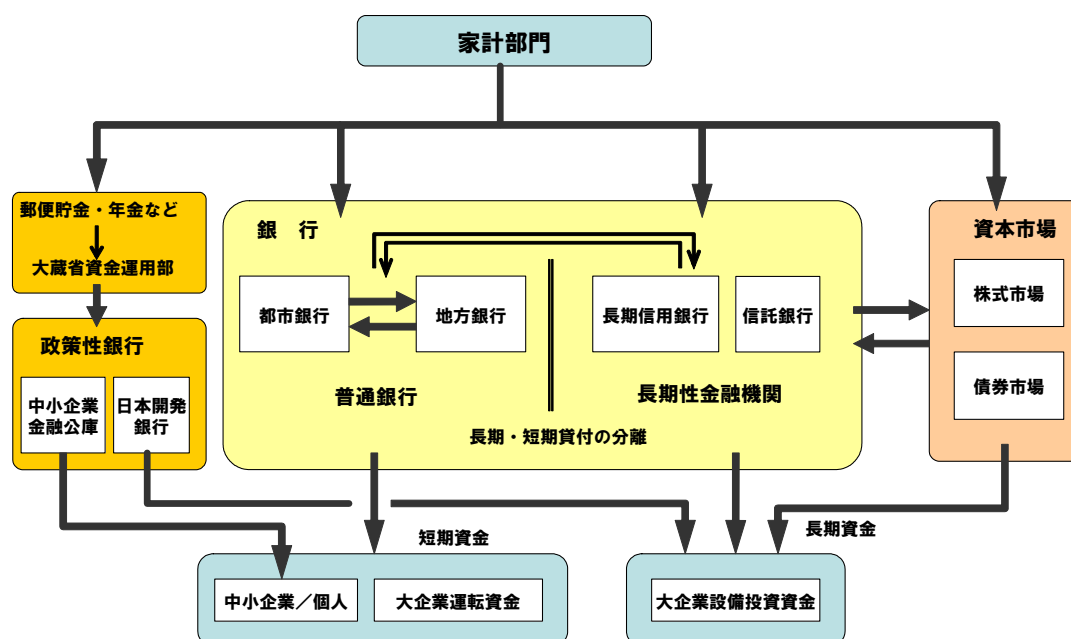 家計部門
郵便貯金・年金など
大蔵省資金運用部
政策性銀行
中小企業
金融公庫
日本開発
銀行
銀　行
都市銀行
地方銀行
長期信用銀行
信託銀行
普通銀行
長期性金融機関
長期・短期貸付の分離
資本市場
株式市場
債券市場
短期資金
長期資金
中小企業／個人
大企業運転資金
大企業設備投資資金